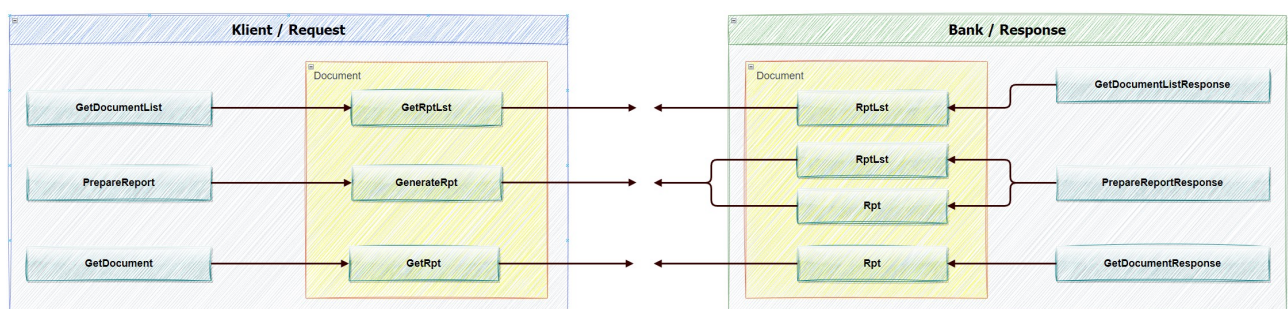 Klient / Request
Document
GetDocumentList
GetRptLst
PrepareReport
GenerateRpt
GetDocument
GetRpt
Bank / Response
Document
RptLst
GetDocumentListResponse
RptLst
Rpt
PrepareReportResponse
Rpt
GetDocumentResponse